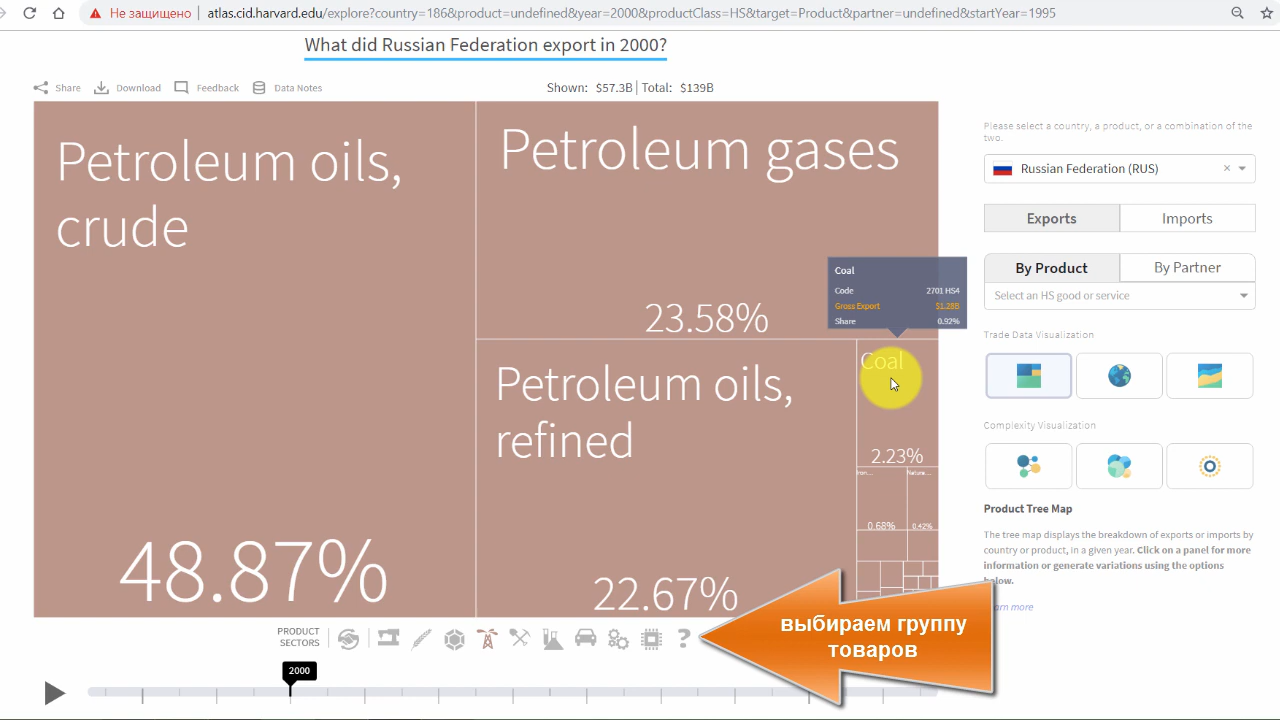 Не защищено
atlas.cid.harvard.edu/explore?country=186&product=undefined&year=2000&productClass=HS&target=Product&partner=undefined&startYear=1995
What did Russian Federation export in 2000?
Share
Download
Feedback
Data Notes
Shown: $57.3B | Total: $139B
Petroleum oils,
crude
48.87%
Petroleum gases
23.58%
Petroleum oils,
refined
22.67%
Coal
Code 2701 HS4
Gross Export $1.28B
Share 0.92%
Coal
2.23%
Iron...
Nature...
0.68%
0.42%
Please select a country, a product, or a combination of the
two.
Russian Federation (RUS)
Exports
Imports
By Product
By Partner
Select an HS good or service
Trade Data Visualization
Complexity Visualization
Product Tree Map
The tree map displays the breakdown of exports or imports by
country or product, in a given year. Click on a panel for more
information or generate variations using the options
below.
arn more
PRODUCT
SECTORS
?
выбираем группу
товаров
2000